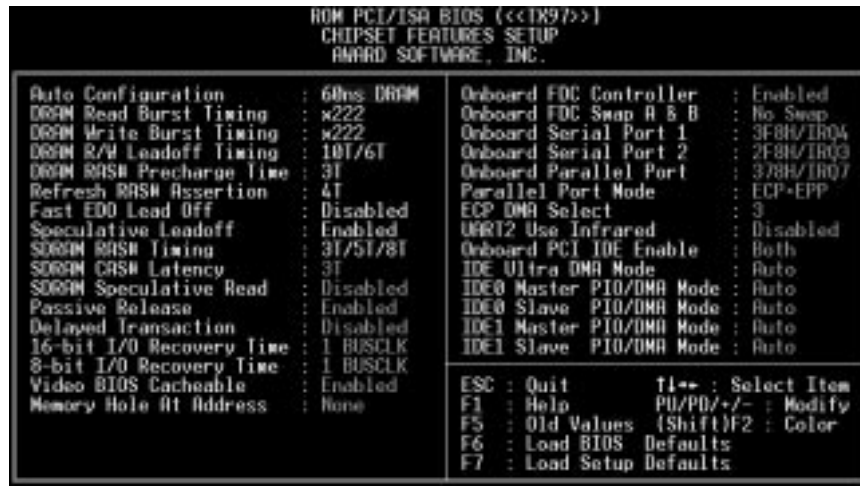 ROM PCI/ISA BIOS (<<TX97>>)
CHIPSET FEATURES SETUP
AWARD SOFTWARE, INC.
Auto Configuration : 60ns DRAM
DRAM Read Burst Timing : x222
DRAM Write Burst Timing : x222
DRAM R/W Leadoff Timing : 10T/6T
DRAM RAS# Precharge Time : 3T
Refresh RAS# Assertion : 4T
Fast EDO Lead Off : Disabled
Speculative Leadoff : Enabled
SDRAM RAS# Timing : 3T/5T/8T
SDRAM CAS# Latency : 3T
SDRAM Speculative Read : Disabled
Passive Release : Enabled
Delayed Transaction : Disabled
16-bit I/O Recovery Time : 1 BUSCLK
8-bit I/O Recovery Time : 1 BUSCLK
Video BIOS Cacheable : Enabled
Memory Hole At Address : None
Onboard FDC Controller : Enabled
Onboard FDC Swap A & B : No Swap
Onboard Serial Port 1 : 3F8H/IRQ4
Onboard Serial Port 2 : 2F8H/IRQ3
Onboard Parallel Port : 378H/IRQ7
Parallel Port Mode : ECP+EPP
ECP DMA Select : 3
UART2 Use Infrared : Disabled
Onboard PCI IDE Enable : Both
IDE Ultra DMA Mode : Auto
IDE0 Master PIO/DMA Mode : Auto
IDE0 Slave PIO/DMA Mode : Auto
IDE1 Master PIO/DMA Mode : Auto
IDE1 Slave PIO/DMA Mode : Auto
ESC : Quit ↑↓→← : Select Item
F1 : Help PU/PD/+/- : Modify
F5 : Old Values (Shift)F2 : Color
F6 : Load BIOS Defaults
F7 : Load Setup Defaults